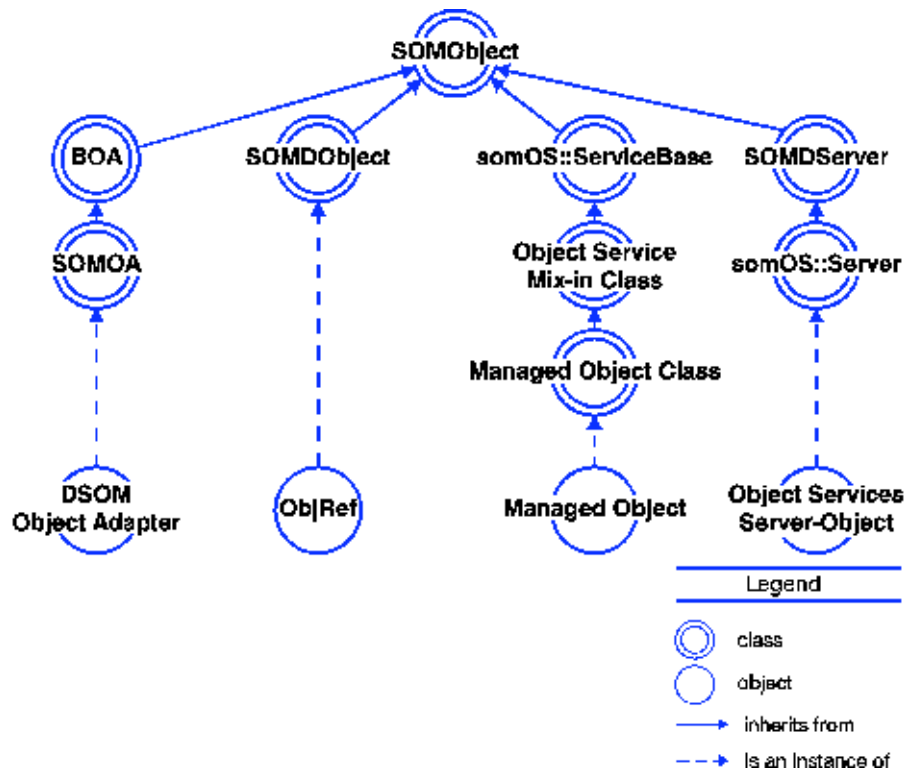 SOMObject
BOA
SOMDObject
somOS::ServiceBase
SOMDServer
SOMOA
Object Service
Mix-in Class
somOS::Server
Managed Object Class
DSOM
Object Adapter
ObjRef
Managed Object
Object Services
Server-Object
Legend
class
object
inherits from
is an instance of